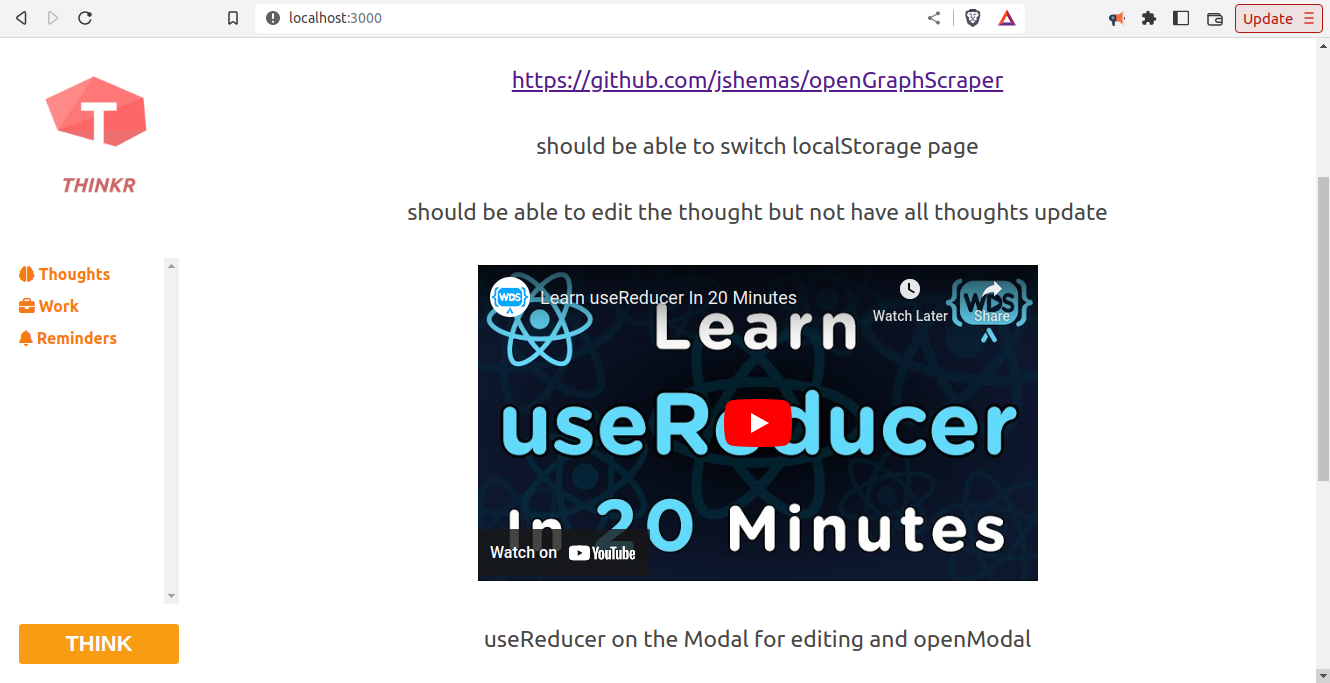 localhost:3000
Update
T
THINKR
Thoughts
Work
Reminders
THINK
https://github.com/jshemas/openGraphScraper
should be able to switch localStorage page
should be able to edit the thought but not have all thoughts update
WDS
Learn useReducer In 20 Minutes
Watch Later
Share
WDS
Learn
useReducer
In 20 Minutes
Watch on YouTube
useReducer on the Modal for editing and openModal